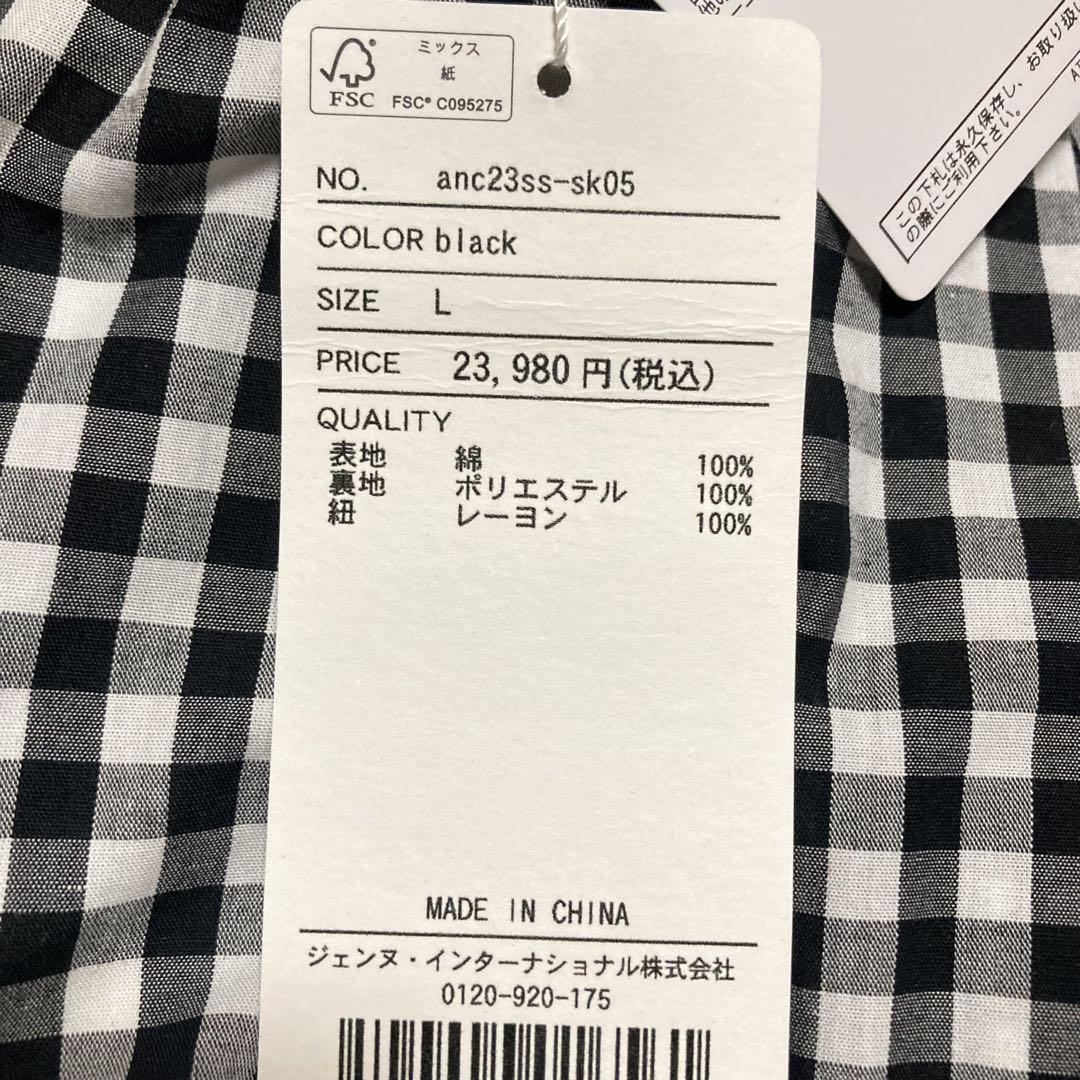 ミックス
紙
FSC
FSC® C095275
NO. anc23ss-sk05
COLOR black
SIZE L
PRICE 23,980円(税込)
QUALITY
表地 綿 100%
裏地 ポリエステル 100%
紐 レーヨン 100%
MADE IN CHINA
ジェンヌ・インターナショナル株式会社
0120-920-175
この下札は永久保存し、お取り扱い
の際にご利用下さい。